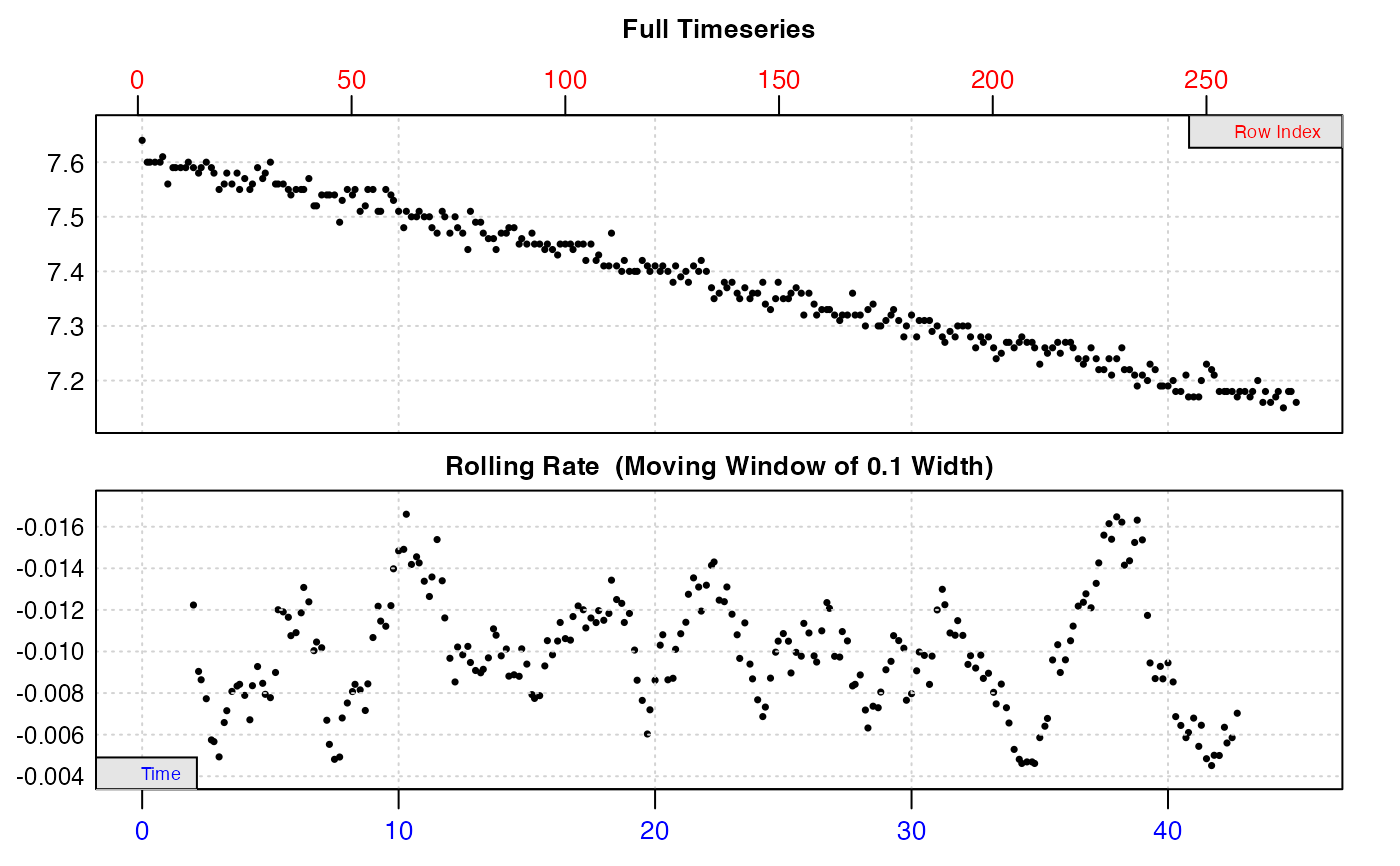 Full Timeseries
0 50 100 150 200 250
Row Index
7.6
7.5
7.4
7.3
7.2
Rolling Rate  (Moving Window of 0.1 Width)
-0.016
-0.014
-0.012
-0.010
-0.008
-0.006
-0.004
Time
0 10 20 30 40